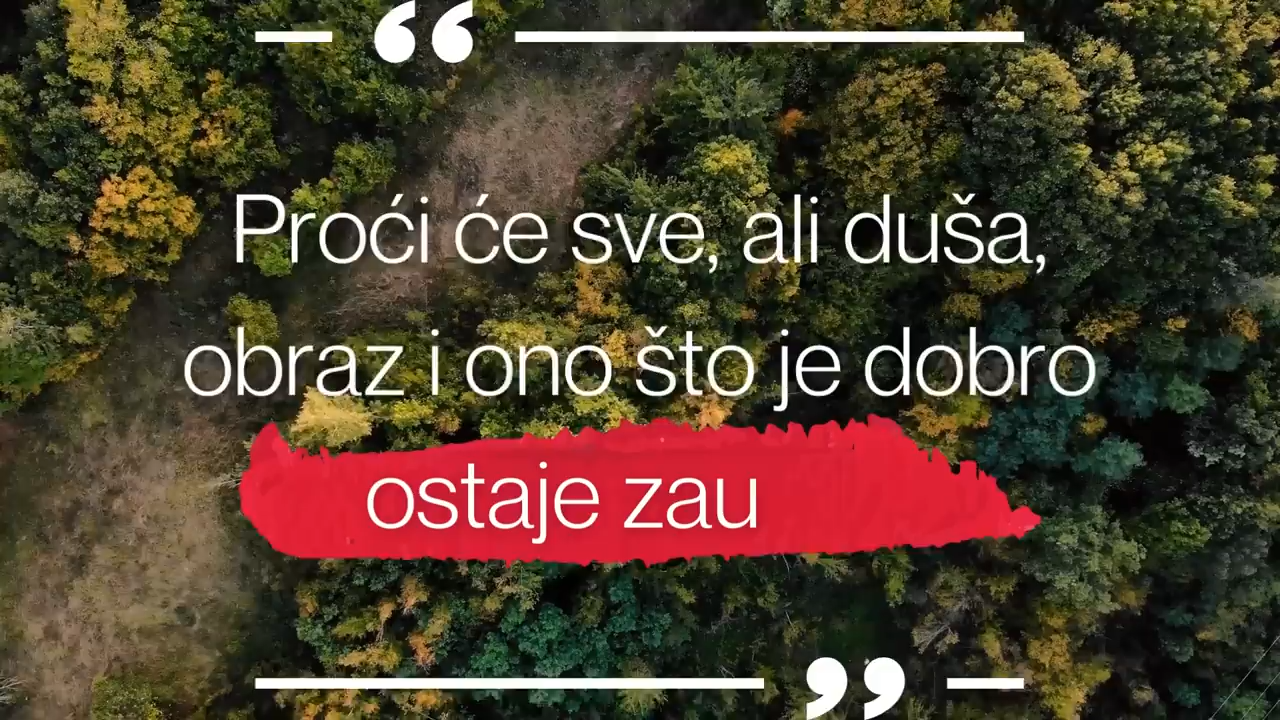 Proći će sve, ali duša,
obraz i ono što je dobro
ostaje zau